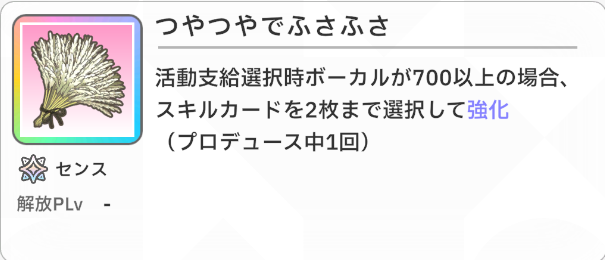 つやつやでふさふさ
活動支給選択時ボーカルが700以上の場合、
スキルカードを2枚まで選択して強化
（プロデュース中1回）
センス
解放PLv -